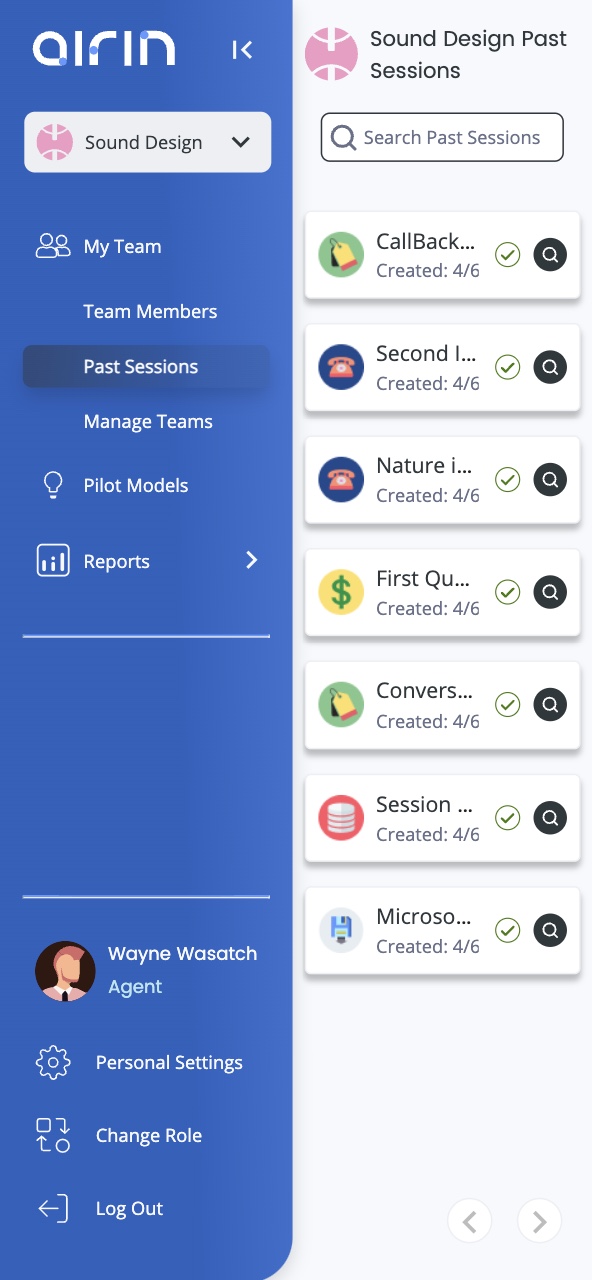 airin
Sound Design
My Team
Team Members
Past Sessions
Manage Teams
Pilot Models
Reports
Wayne Wasatch
Agent
Personal Settings
Change Role
Log Out
Sound Design Past
Sessions
Search Past Sessions
CallBack...
Created: 4/6
Second I...
Created: 4/6
Nature i...
Created: 4/6
First Qu...
Created: 4/6
Convers...
Created: 4/6
Session ...
Created: 4/6
Microso...
Created: 4/6